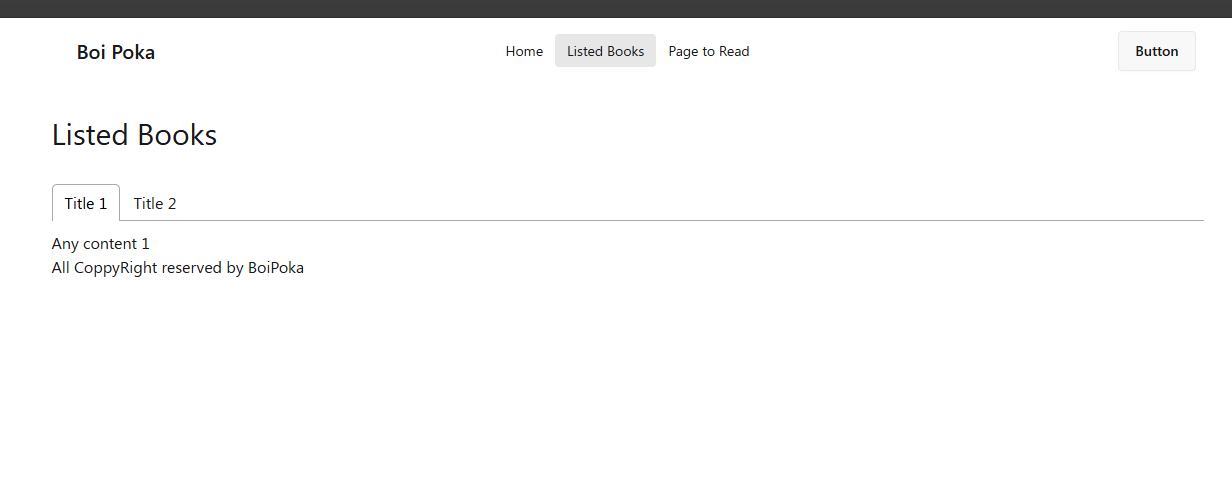 Boi Poka Home Listed Books Page to Read Button
Listed Books
Title 1 Title 2
Any content 1
All CoppyRight reserved by BoiPoka